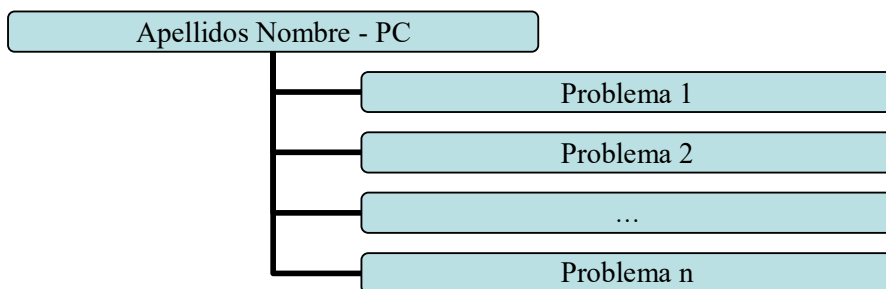 Apellidos Nombre - PC
Problema 1
Problema 2
…
Problema n